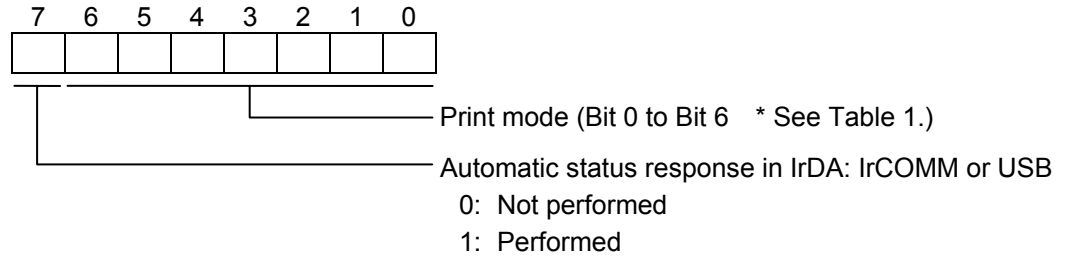 7 6 5 4 3 2 1 0
Print mode (Bit 0 to Bit 6 * See Table 1.)
Automatic status response in IrDA: IrCOMM or USB
0: Not performed
1: Performed